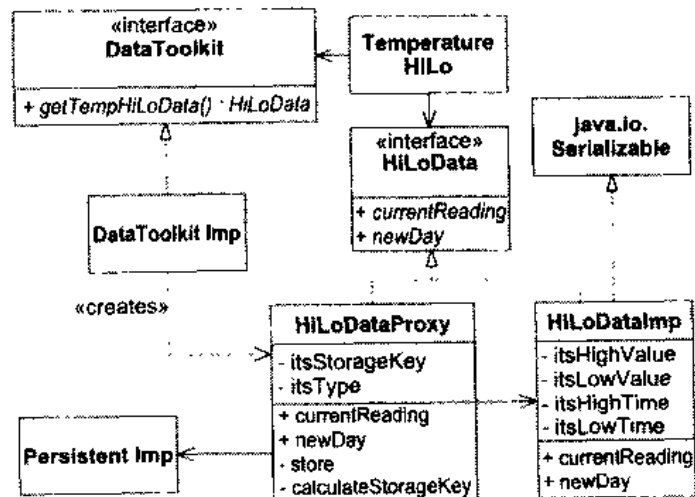 «interface»
DataToolkit
+ getTempHiLoData() : HiLoData
Temperature
HiLo
«interface»
HiLoData
+ currentReading
+ newDay
java.io.
Serializable
DataToolkit Imp
«creates»
HiLoDataProxy
- itsStorageKey
- itsType
+ currentReading
+ newDay
- store
- calculateStorageKey
HiLoDataImp
- itsHighValue
- itsLowValue
- itsHighTime
- itsLowTime
+ currentReading
+ newDay
Persistent Imp